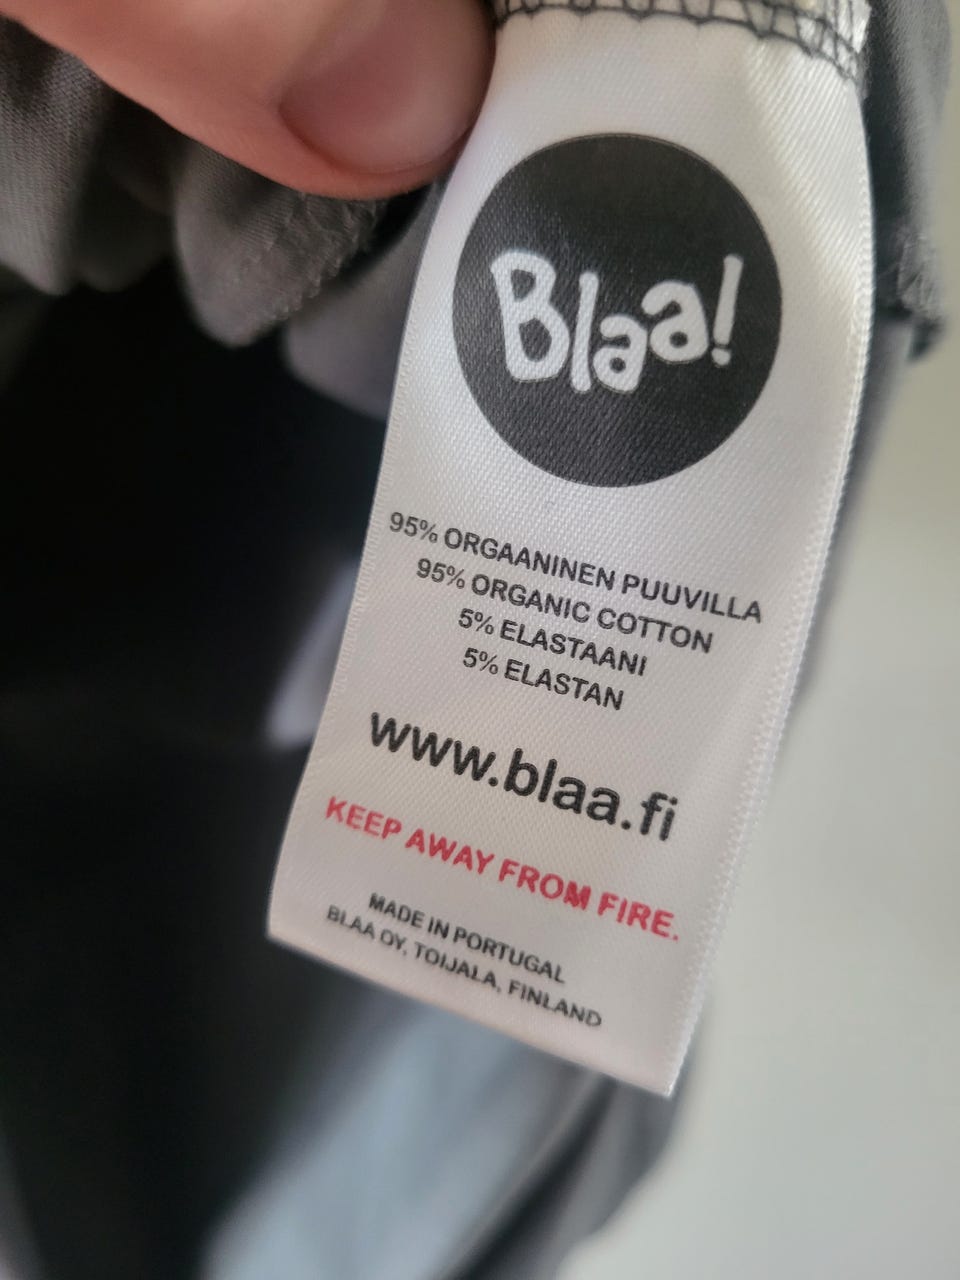 Blaa!
95% ORGAANINEN PUUVILLA
95% ORGANIC COTTON
5% ELASTAANI
5% ELASTAN
www.blaa.fi
KEEP AWAY FROM FIRE.
MADE IN PORTUGAL
BLAA OY, TOIJALA, FINLAND